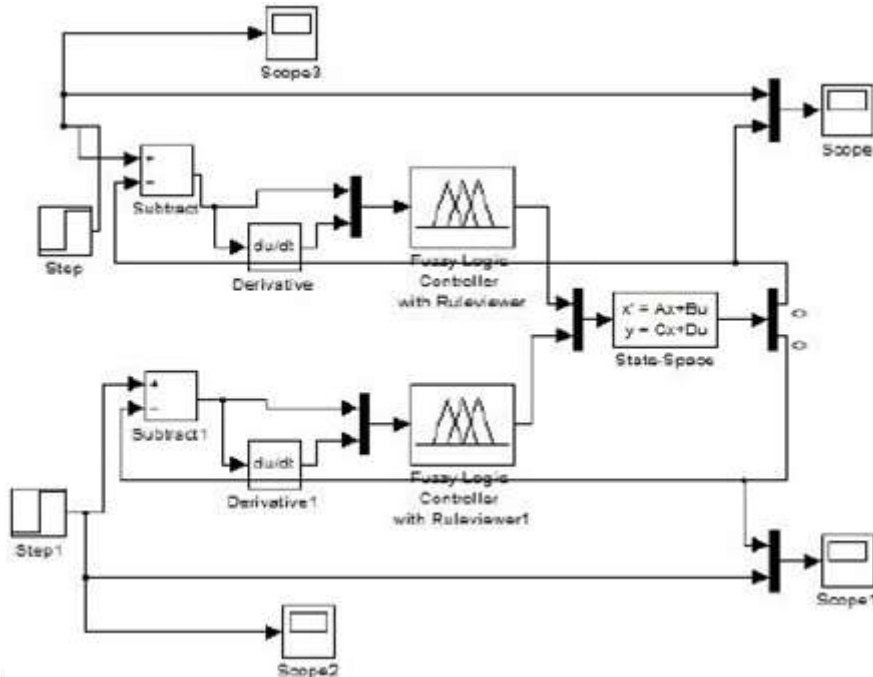 Scope3
Scope
+
−
Subtract
Step
du/dt
Derivative
Fuzzy Logic
Controller
with Ruleviewer
x' = Ax+Bu
y = Cx+Du
State-Space
+
−
Subtract1
du/dt
Derivative1
Fuzzy Logic
Controller
with Ruleviewer1
Step1
Scope1
Scope2